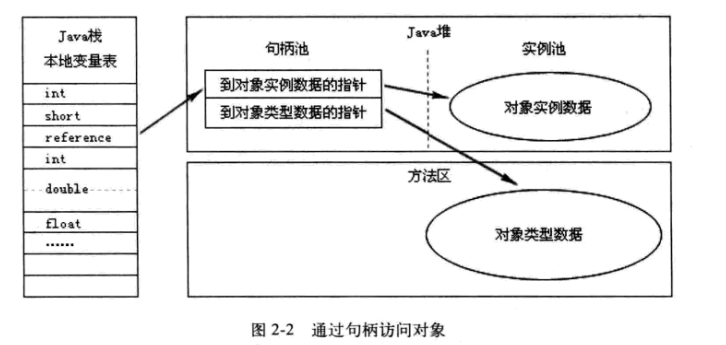 Java栈
本地变量表
int
short
reference
int
double
float
......
Java堆
句柄池
实例池
到对象实例数据的指针
到对象类型数据的指针
对象实例数据
方法区
对象类型数据
图 2-2 通过句柄访问对象